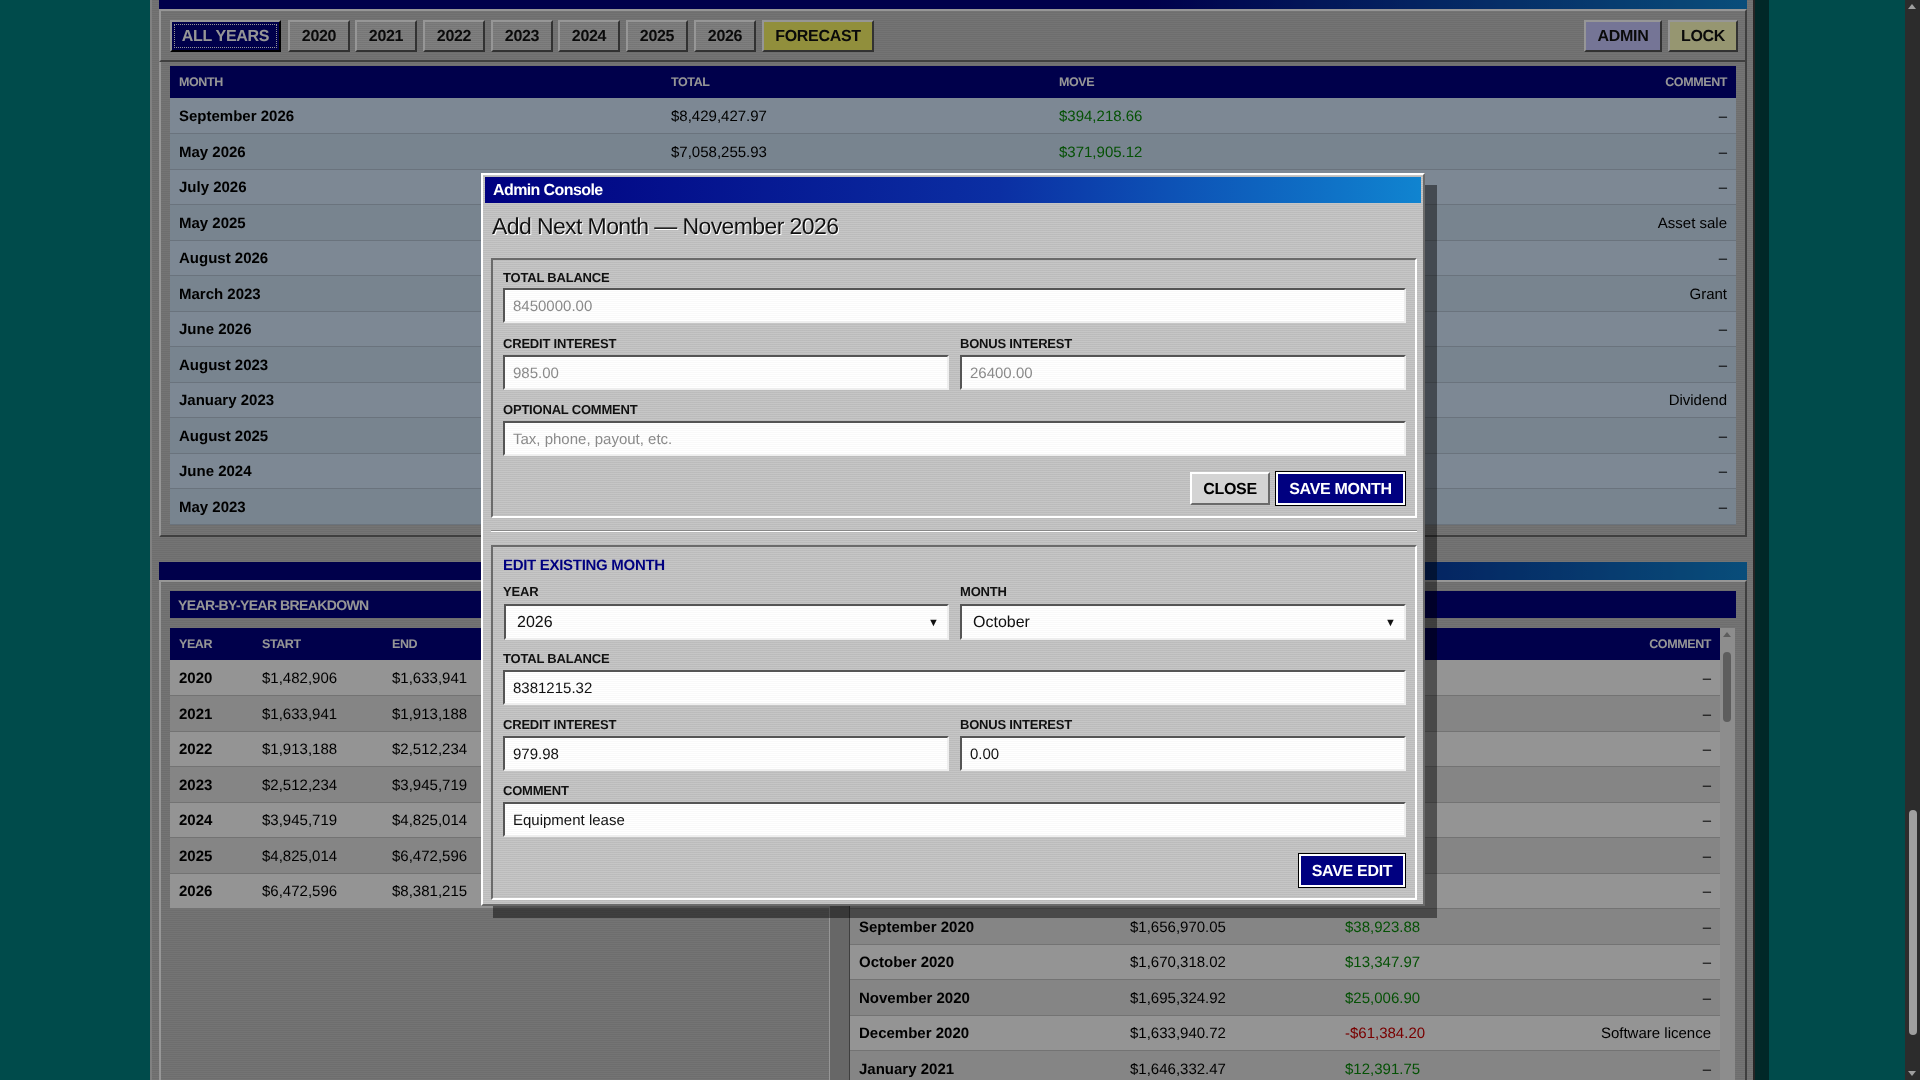 ALL YEARS 2020 2021 2022 2023 2024 2025 2026 FORECAST ADMIN LOCK
MONTH TOTAL MOVE COMMENT
September 2026 $8,429,427.97 $394,218.66 –
May 2026 $7,058,255.93 $371,905.12 –
July 2026 –
May 2025 Asset sale
August 2026 –
March 2023 Grant
June 2026 –
August 2023 –
January 2023 Dividend
August 2025 –
June 2024 –
May 2023 –
Admin Console
Add Next Month — November 2026
TOTAL BALANCE
8450000.00
CREDIT INTEREST BONUS INTEREST
985.00 26400.00
OPTIONAL COMMENT
Tax, phone, payout, etc.
CLOSE SAVE MONTH
EDIT EXISTING MONTH
YEAR MONTH
2026 October
TOTAL BALANCE
8381215.32
CREDIT INTEREST BONUS INTEREST
979.98 0.00
COMMENT
Equipment lease
SAVE EDIT
YEAR-BY-YEAR BREAKDOWN
YEAR START END
2020 $1,482,906 $1,633,941
2021 $1,633,941 $1,913,188
2022 $1,913,188 $2,512,234
2023 $2,512,234 $3,945,719
2024 $3,945,719 $4,825,014
2025 $4,825,014 $6,472,596
2026 $6,472,596 $8,381,215
COMMENT
–
–
–
–
–
–
–
September 2020 $1,656,970.05 $38,923.88 –
October 2020 $1,670,318.02 $13,347.97 –
November 2020 $1,695,324.92 $25,006.90 –
December 2020 $1,633,940.72 -$61,384.20 Software licence
January 2021 $1,646,332.47 $12,391.75 –